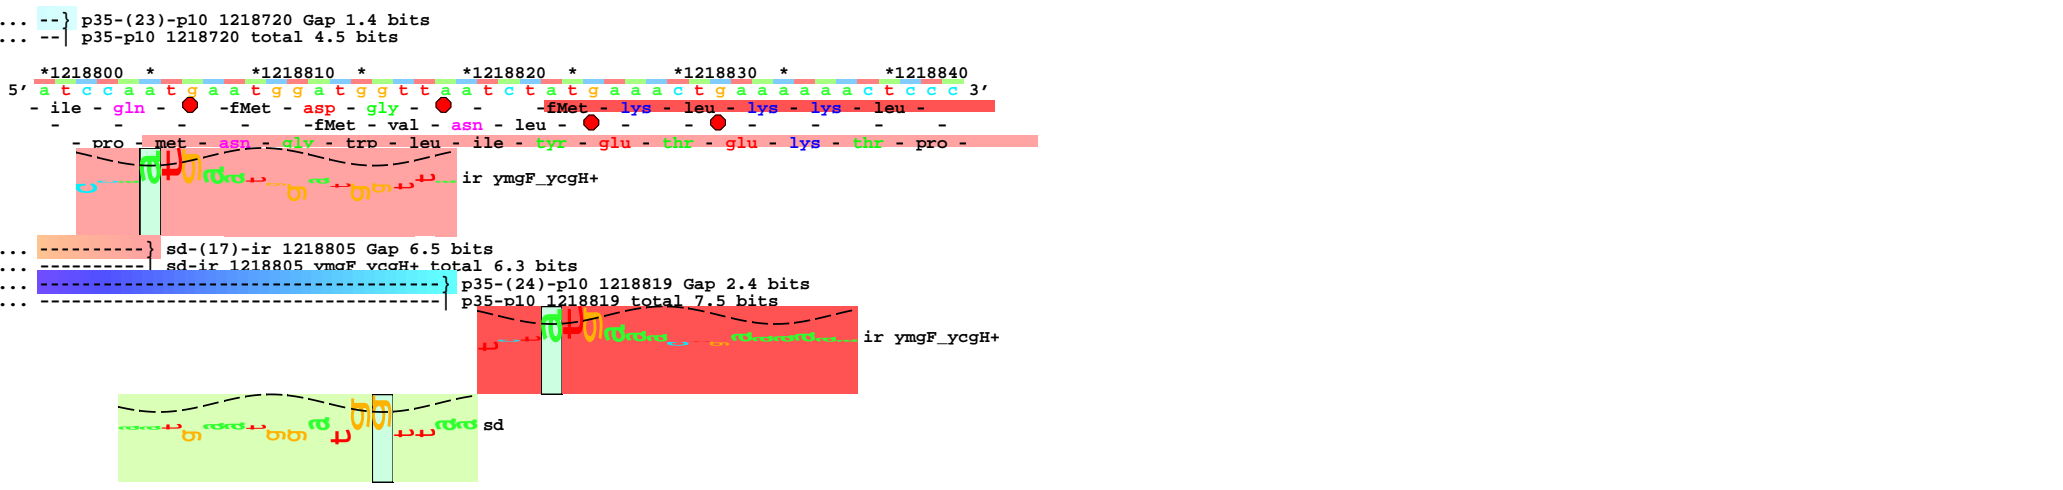 ... --} p35-(23)-p10 1218720 Gap 1.4 bits
... --| p35-p10 1218720 total 4.5 bits
*1218800 * *1218810 * *1218820 * *1218830 * *1218840
5' a t c c a a t g a a t g g a t g g t t a a t c t a t g a a a c t g a a a a a a c t c c c 3'
- ile - gln - -fMet - asp - gly - - -fMet - lys - leu - lys - lys - leu -
- - - - -fMet - val - asn - leu - - - - - - -
- pro - met - asn - gly - trp - leu - ile - tyr - glu - thr - glu - lys - thr - pro -
c c a a t g a a t g g a t g g t t a ir ymgF_ycgH+
... ----------} sd-(17)-ir 1218805 Gap 6.5 bits
... ----------| sd-ir 1218805 ymgF_ycgH+ total 6.3 bits
... --------------------------------------} p35-(24)-p10 1218819 Gap 2.4 bits
... --------------------------------------| p35-p10 1218819 total 7.5 bits
t c t a t g a a a c t g a a a a a a ir ymgF_ycgH+
a a t g a a t g g a t g g t t a a sd